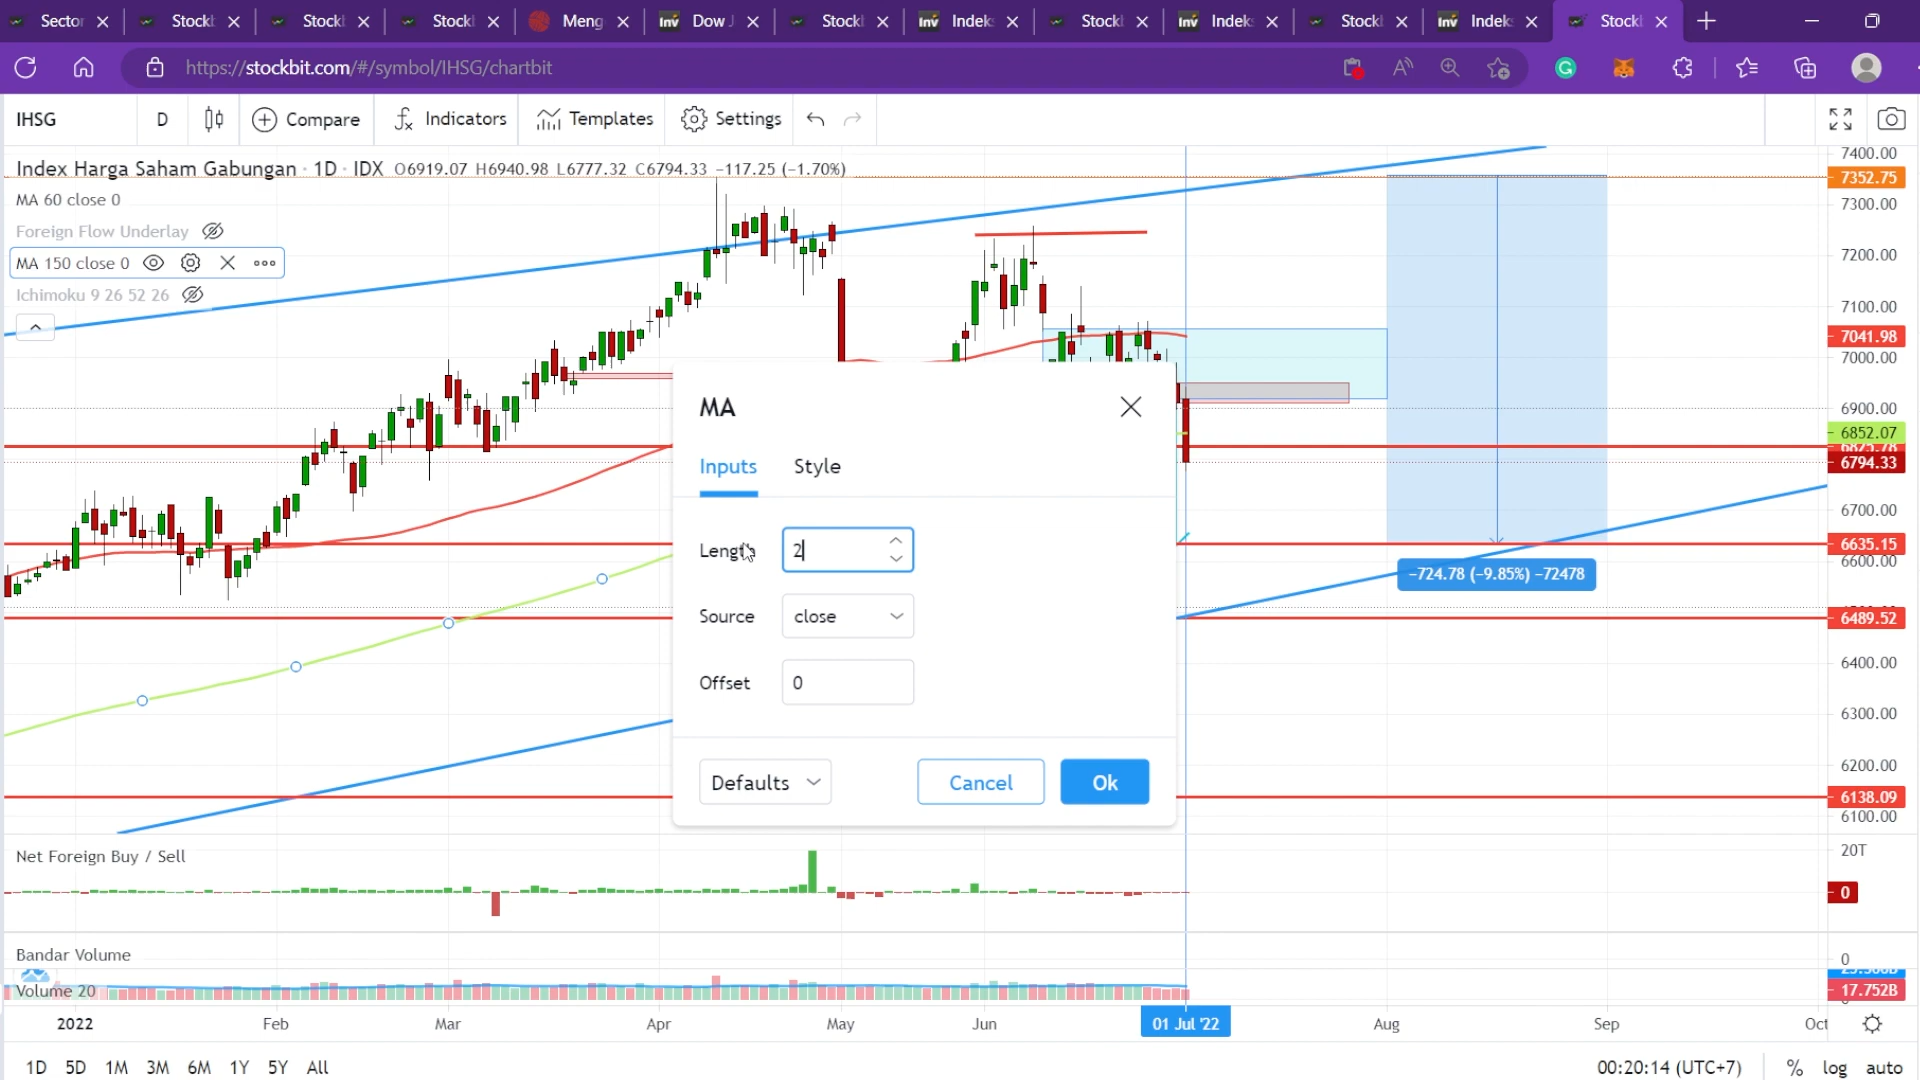 Sector
Stockl
Stockl
Stockl
Meng
Dow J
Stockl
Indek
Stockl
Indek
Stockl
Indek
Stockl
https://stockbit.com/#/symbol/IHSG/chartbit
IHSG
D
Compare
Indicators
Templates
Settings
Index Harga Saham Gabungan · 1D · IDX O6919.07 H6940.98 L6777.32 C6794.33 −117.25 (−1.70%)
MA 60 close 0
Foreign Flow Underlay
MA 150 close 0
Ichimoku 9 26 52 26
7400.00
7352.75
7300.00
7200.00
7100.00
7041.98
7000.00
6900.00
6852.07
6794.33
6700.00
6635.15
6600.00
6489.52
6400.00
6300.00
6200.00
6138.09
6100.00
−724.78 (−9.85%) −72478
MA
Inputs
Style
Length
2
Source
close
Offset
0
Defaults
Cancel
Ok
Net Foreign Buy / Sell
20T
0
Bandar Volume
0
Volume 20
17.752B
2022
Feb
Mar
Apr
May
Jun
01 Jul '22
Aug
Sep
Oct
1D
5D
1M
3M
6M
1Y
5Y
All
00:20:14 (UTC+7)
%
log
auto